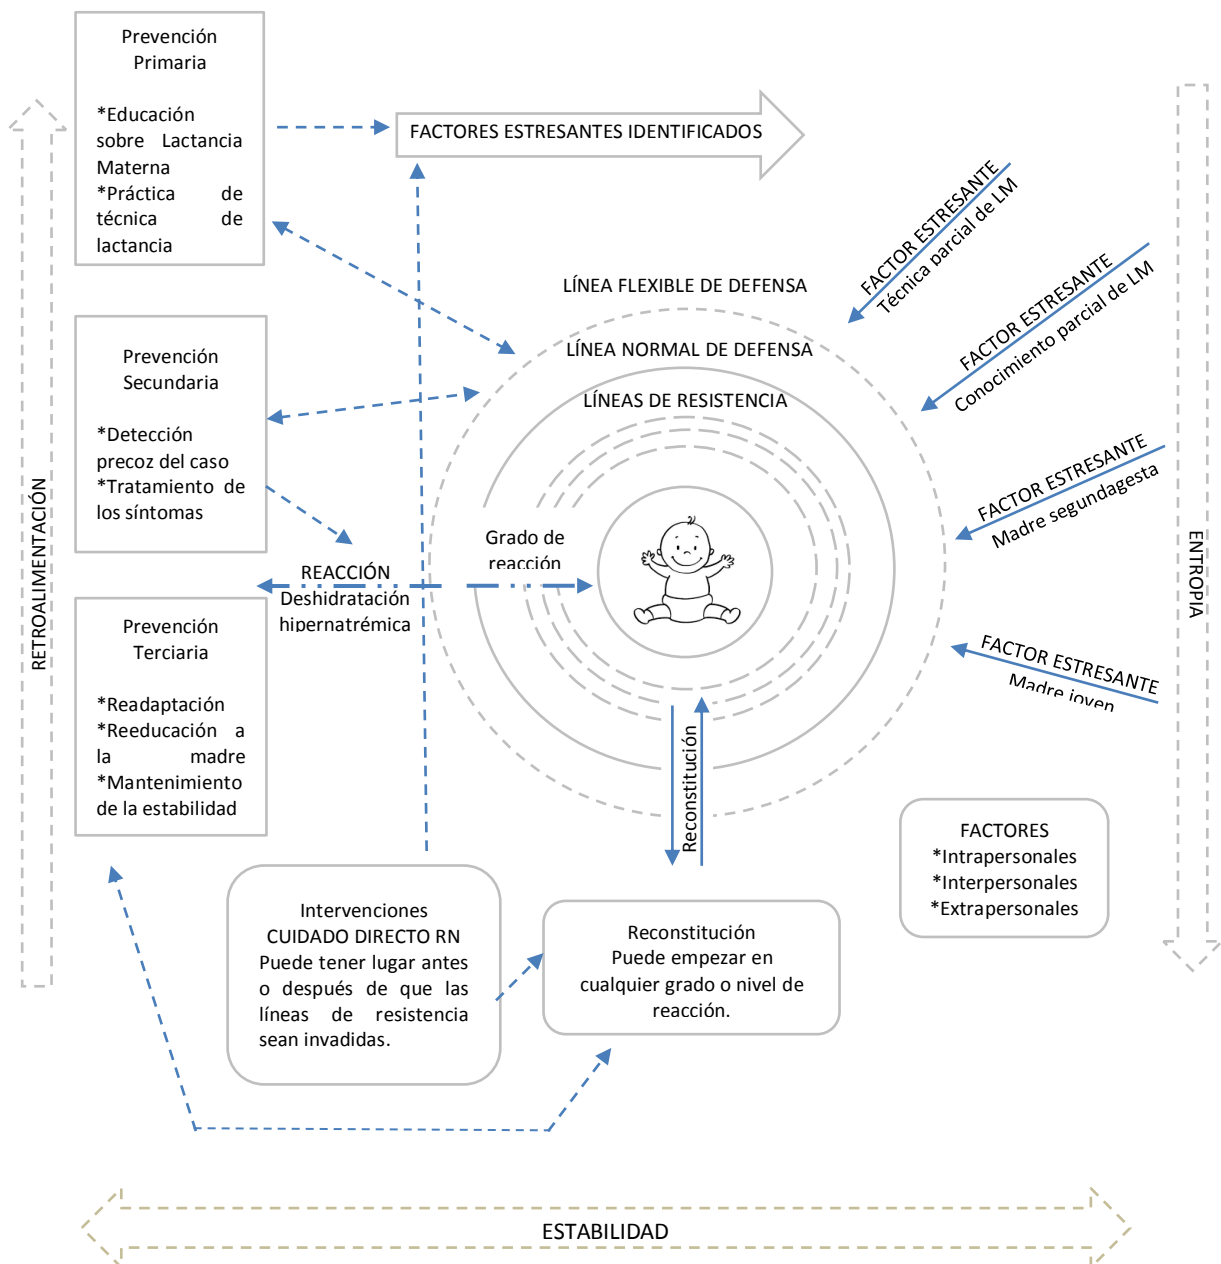 Prevención
Primaria
*Educación
sobre Lactancia
Materna
*Práctica de
técnica de
lactancia
FACTORES ESTRESANTES IDENTIFICADOS
FACTOR ESTRESANTE
Técnica parcial de LM
FACTOR ESTRESANTE
Conocimiento parcial de LM
FACTOR ESTRESANTE
Madre segundagesta
FACTOR ESTRESANTE
Madre joven
LÍNEA FLEXIBLE DE DEFENSA
LÍNEA NORMAL DE DEFENSA
LÍNEAS DE RESISTENCIA
Prevención
Secundaria
*Detección
precoz del caso
*Tratamiento de
los síntomas
RETROALIMENTACIÓN
ENTROPIA
Grado de
reacción
REACCIÓN
Deshidratación
hipernatrémica
Prevención
Terciaria
*Readaptación
*Reeducación a
la madre
*Mantenimiento
de la estabilidad
Reconstitución
FACTORES
*Intrapersonales
*Interpersonales
*Extrapersonales
Intervenciones
CUIDADO DIRECTO RN
Puede tener lugar antes
o después de que las
líneas de resistencia
sean invadidas.
Reconstitución
Puede empezar en
cualquier grado o nivel de
reacción.
ESTABILIDAD